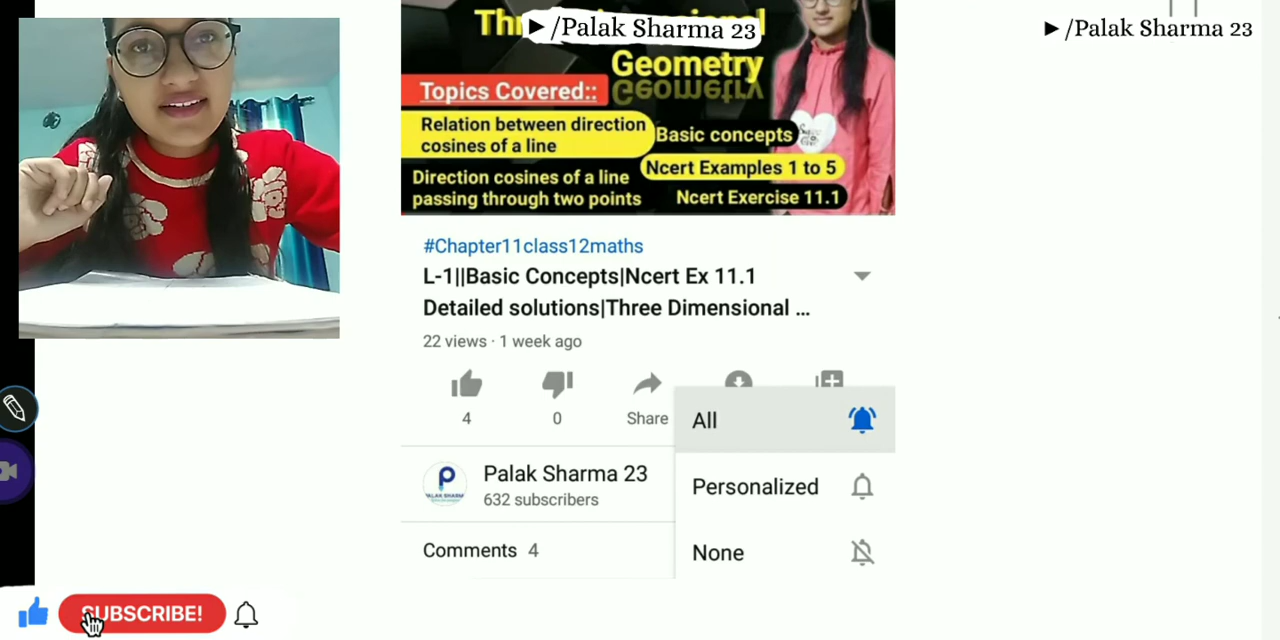 Geometry
▶/Palak Sharma 23
▶/Palak Sharma 23
Topics Covered::
Relation between direction
cosines of a line
Basic concepts
Ncert Examples 1 to 5
Direction cosines of a line
passing through two points
Ncert Exercise 11.1
#Chapter11class12maths
L-1||Basic Concepts|Ncert Ex 11.1
Detailed solutions|Three Dimensional ...
22 views · 1 week ago
4
0
Share
All
Palak Sharma 23
632 subscribers
Personalized
Comments 4
None
SUBSCRIBE!